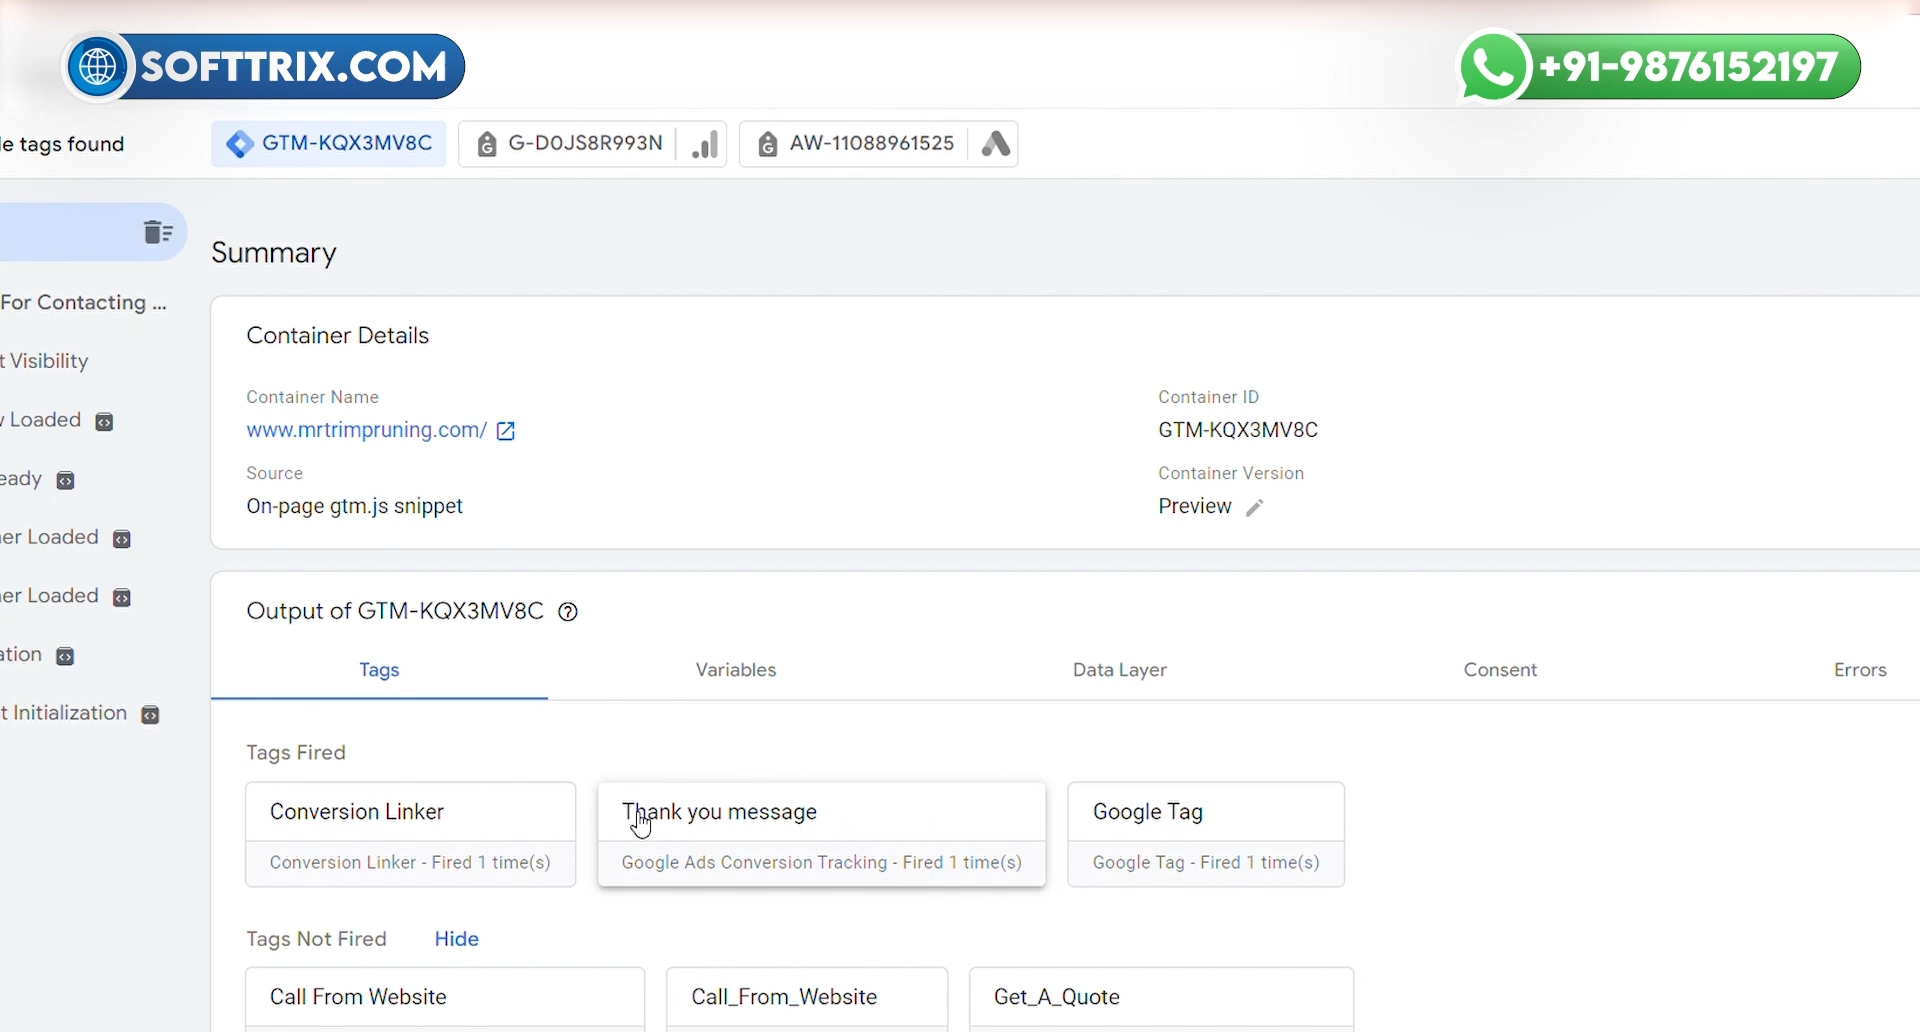 SOFTTRIX.COM
+91-9876152197
le tags found
GTM-KQX3MV8C
G-D0JS8R993N
AW-11088961525
Summary
For Contacting ...
t Visibility
Loaded
eady
er Loaded
er Loaded
ation
t Initialization
Container Details
Container Name
Container ID
www.mrtrimpruning.com/
GTM-KQX3MV8C
Source
Container Version
On-page gtm.js snippet
Preview
Output of GTM-KQX3MV8C
Tags
Variables
Data Layer
Consent
Errors
Tags Fired
Conversion Linker
Thank you message
Google Tag
Conversion Linker - Fired 1 time(s)
Google Ads Conversion Tracking - Fired 1 time(s)
Google Tag - Fired 1 time(s)
Tags Not Fired
Hide
Call From Website
Call_From_Website
Get_A_Quote